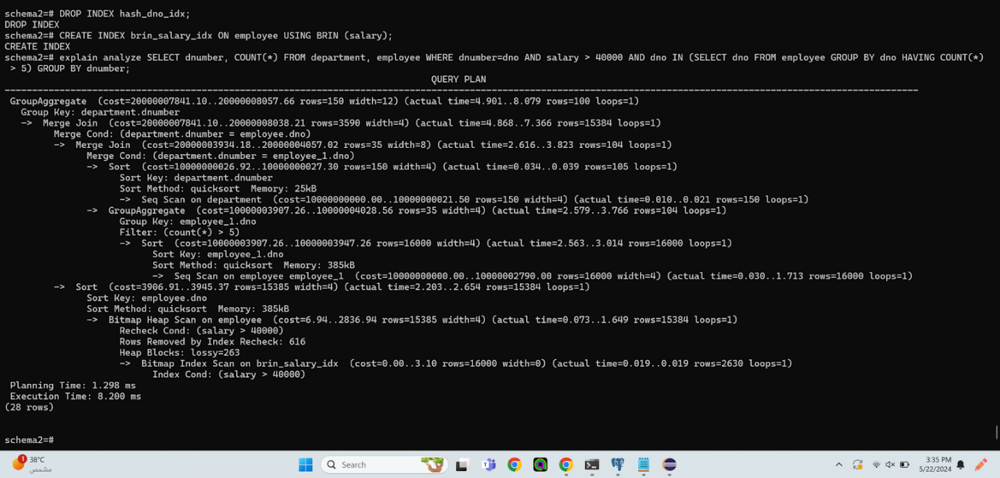 schema2=# DROP INDEX hash_dno_idx;
DROP INDEX
schema2=# CREATE INDEX brin_salary_idx ON employee USING BRIN (salary);
CREATE INDEX
schema2=# explain analyze SELECT dnumber, COUNT(*) FROM department, employee WHERE dnumber=dno AND salary > 40000 AND dno IN (SELECT dno FROM employee GROUP BY dno HAVING COUNT(*)
 > 5) GROUP BY dnumber;
QUERY PLAN
--------------------------------------------------------------------------------------------------------------------------------------------------------------------
 GroupAggregate  (cost=20000007841.10..20000008057.66 rows=150 width=12) (actual time=4.901..8.079 rows=100 loops=1)
   Group Key: department.dnumber
   ->  Merge Join  (cost=20000007841.10..20000008038.21 rows=3590 width=4) (actual time=4.868..7.366 rows=15384 loops=1)
         Merge Cond: (department.dnumber = employee.dno)
         ->  Merge Join  (cost=20000003934.18..20000004057.02 rows=35 width=8) (actual time=2.616..3.823 rows=104 loops=1)
               Merge Cond: (department.dnumber = employee_1.dno)
               ->  Sort  (cost=10000000026.92..10000000027.30 rows=150 width=4) (actual time=0.034..0.039 rows=105 loops=1)
                     Sort Key: department.dnumber
                     Sort Method: quicksort  Memory: 25kB
                     ->  Seq Scan on department  (cost=10000000000.00..10000000021.50 rows=150 width=4) (actual time=0.010..0.021 rows=150 loops=1)
               ->  GroupAggregate  (cost=10000003907.26..10000004028.56 rows=35 width=4) (actual time=2.579..3.766 rows=104 loops=1)
                     Group Key: employee_1.dno
                     Filter: (count(*) > 5)
                     ->  Sort  (cost=10000003907.26..10000003947.26 rows=16000 width=4) (actual time=2.563..3.014 rows=16000 loops=1)
                           Sort Key: employee_1.dno
                           Sort Method: quicksort  Memory: 385kB
                           ->  Seq Scan on employee employee_1  (cost=10000000000.00..10000002790.00 rows=16000 width=4) (actual time=0.030..1.713 rows=16000 loops=1)
         ->  Sort  (cost=3906.91..3945.37 rows=15385 width=4) (actual time=2.203..2.654 rows=15384 loops=1)
               Sort Key: employee.dno
               Sort Method: quicksort  Memory: 385kB
               ->  Bitmap Heap Scan on employee  (cost=6.94..2836.94 rows=15385 width=4) (actual time=0.073..1.649 rows=15384 loops=1)
                     Recheck Cond: (salary > 40000)
                     Rows Removed by Index Recheck: 616
                     Heap Blocks: lossy=263
                     ->  Bitmap Index Scan on brin_salary_idx  (cost=0.00..3.10 rows=16000 width=0) (actual time=0.019..0.019 rows=2630 loops=1)
                           Index Cond: (salary > 40000)
 Planning Time: 1.298 ms
 Execution Time: 8.200 ms
(28 rows)
schema2=#
1
38°C
مشمس
Search
3:35 PM
5/22/2024